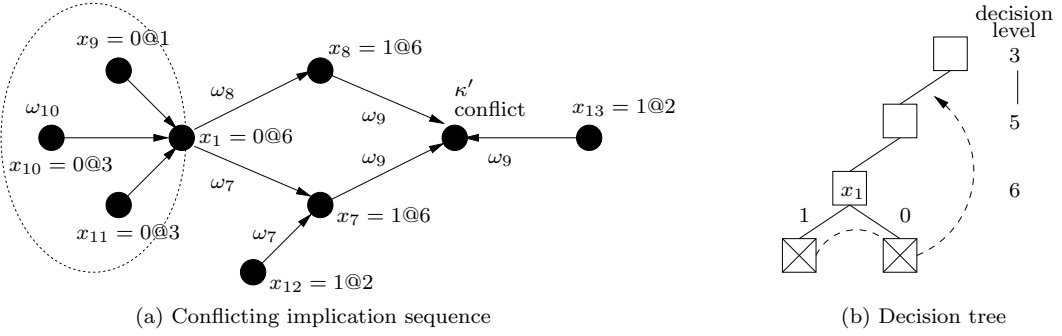 x9 = 0@1
x8 = 1@6
ω8
κ′
conflict
ω10
ω9
x13 = 1@2
x1 = 0@6
ω9
ω9
x10 = 0@3
ω7
x11 = 0@3
x7 = 1@6
ω7
x12 = 1@2
(a) Conflicting implication sequence
decision
level
3
5
x1
6
1
0
(b) Decision tree